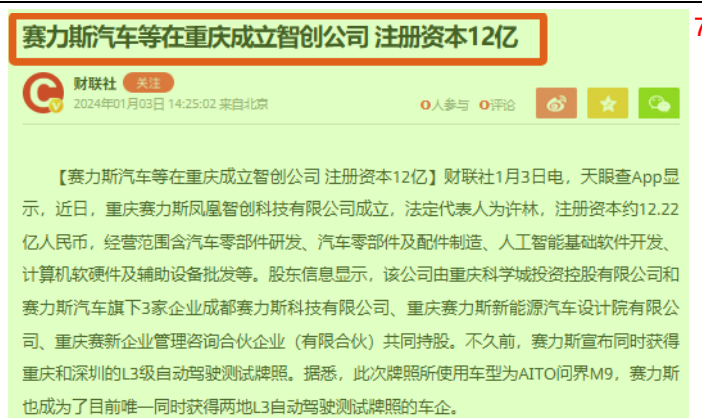 赛力斯汽车等在重庆成立智创公司 注册资本12亿
7
财联社 关注
2024年01月03日 14:25:02 来自北京
0人参与 0评论
【赛力斯汽车等在重庆成立智创公司 注册资本12亿】财联社1月3日电，天眼查App显
示，近日，重庆赛力斯凤凰智创科技有限公司成立，法定代表人为许林，注册资本约12.22
亿人民币，经营范围含汽车零部件研发、汽车零部件及配件制造、人工智能基础软件开发、
计算机软硬件及辅助设备批发等。股东信息显示，该公司由重庆科学城投资控股有限公司和
赛力斯汽车旗下3家企业成都赛力斯科技有限公司、重庆赛力斯新能源汽车设计院有限公
司、重庆赛新企业管理咨询合伙企业（有限合伙）共同持股。不久前，赛力斯宣布同时获得
重庆和深圳的L3级自动驾驶测试牌照。据悉，此次牌照所使用车型为AITO问界M9，赛力斯
也成为了目前唯一同时获得两地L3自动驾驶测试牌照的车企。